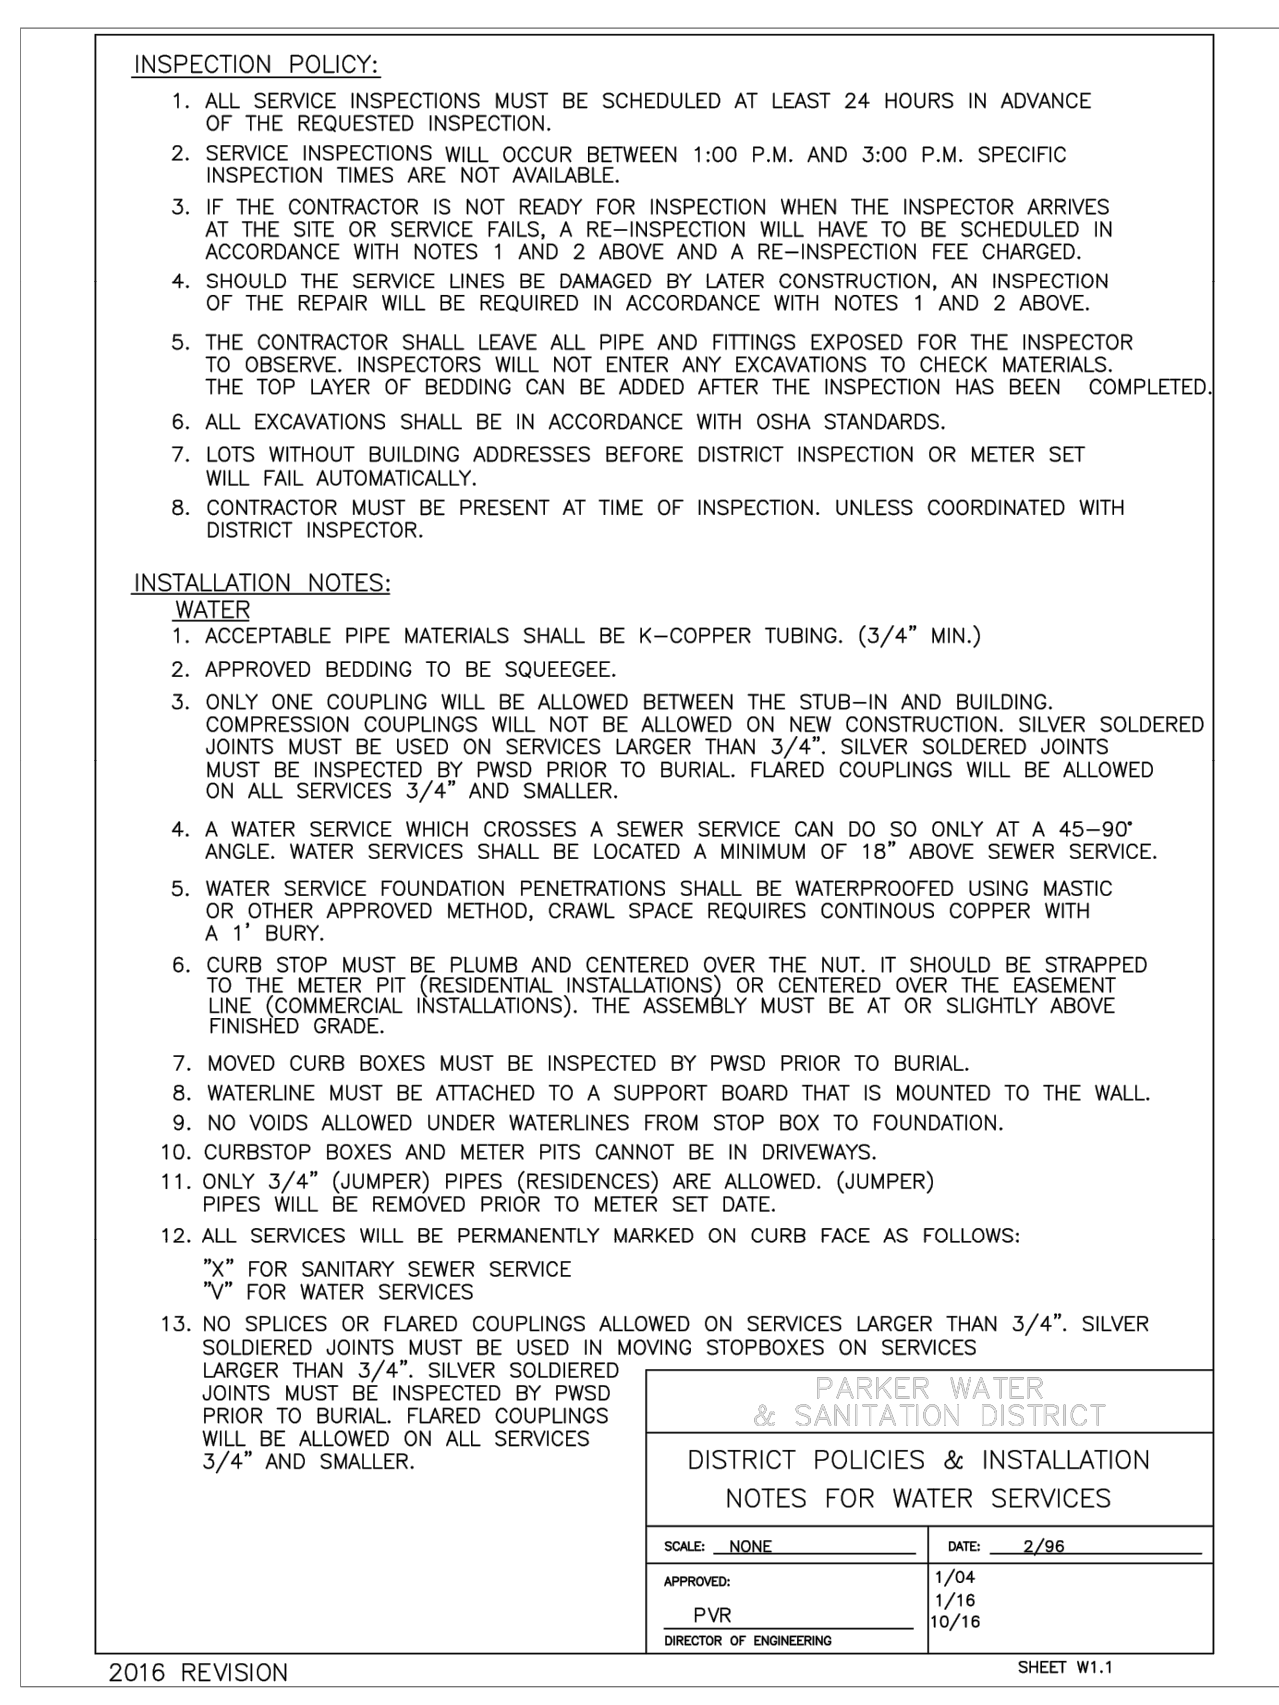 INSPECTION POLICY:
1. ALL SERVICE INSPECTIONS MUST BE SCHEDULED AT LEAST 24 HOURS IN ADVANCE
OF THE REQUESTED INSPECTION.
2. SERVICE INSPECTIONS WILL OCCUR BETWEEN 1:00 P.M. AND 3:00 P.M. SPECIFIC
INSPECTION TIMES ARE NOT AVAILABLE.
3. IF THE CONTRACTOR IS NOT READY FOR INSPECTION WHEN THE INSPECTOR ARRIVES
AT THE SITE OR SERVICE FAILS, A RE-INSPECTION WILL HAVE TO BE SCHEDULED IN
ACCORDANCE WITH NOTES 1 AND 2 ABOVE AND A RE-INSPECTION FEE CHARGED.
4. SHOULD THE SERVICE LINES BE DAMAGED BY LATER CONSTRUCTION, AN INSPECTION
OF THE REPAIR WILL BE REQUIRED IN ACCORDANCE WITH NOTES 1 AND 2 ABOVE.
5. THE CONTRACTOR SHALL LEAVE ALL PIPE AND FITTINGS EXPOSED FOR THE INSPECTOR
TO OBSERVE. INSPECTORS WILL NOT ENTER ANY EXCAVATIONS TO CHECK MATERIALS.
THE TOP LAYER OF BEDDING CAN BE ADDED AFTER THE INSPECTION HAS BEEN COMPLETED.
6. ALL EXCAVATIONS SHALL BE IN ACCORDANCE WITH OSHA STANDARDS.
7. LOTS WITHOUT BUILDING ADDRESSES BEFORE DISTRICT INSPECTION OR METER SET
WILL FAIL AUTOMATICALLY.
8. CONTRACTOR MUST BE PRESENT AT TIME OF INSPECTION. UNLESS COORDINATED WITH
DISTRICT INSPECTOR.
INSTALLATION NOTES:
WATER
1. ACCEPTABLE PIPE MATERIALS SHALL BE K-COPPER TUBING. (3/4" MIN.)
2. APPROVED BEDDING TO BE SQUEEGEE.
3. ONLY ONE COUPLING WILL BE ALLOWED BETWEEN THE STUB-IN AND BUILDING.
COMPRESSION COUPLINGS WILL NOT BE ALLOWED ON NEW CONSTRUCTION. SILVER SOLDERED
JOINTS MUST BE USED ON SERVICES LARGER THAN 3/4". SILVER SOLDERED JOINTS
MUST BE INSPECTED BY PWSD PRIOR TO BURIAL. FLARED COUPLINGS WILL BE ALLOWED
ON ALL SERVICES 3/4" AND SMALLER.
4. A WATER SERVICE WHICH CROSSES A SEWER SERVICE CAN DO SO ONLY AT A 45-90°
ANGLE. WATER SERVICES SHALL BE LOCATED A MINIMUM OF 18" ABOVE SEWER SERVICE.
5. WATER SERVICE FOUNDATION PENETRATIONS SHALL BE WATERPROOFED USING MASTIC
OR OTHER APPROVED METHOD, CRAWL SPACE REQUIRES CONTINOUS COPPER WITH
A 1' BURY.
6. CURB STOP MUST BE PLUMB AND CENTERED OVER THE NUT. IT SHOULD BE STRAPPED
TO THE METER PIT (RESIDENTIAL INSTALLATIONS) OR CENTERED OVER THE EASEMENT
LINE (COMMERCIAL INSTALLATIONS). THE ASSEMBLY MUST BE AT OR SLIGHTLY ABOVE
FINISHED GRADE.
7. MOVED CURB BOXES MUST BE INSPECTED BY PWSD PRIOR TO BURIAL.
8. WATERLINE MUST BE ATTACHED TO A SUPPORT BOARD THAT IS MOUNTED TO THE WALL.
9. NO VOIDS ALLOWED UNDER WATERLINES FROM STOP BOX TO FOUNDATION.
10. CURBSTOP BOXES AND METER PITS CANNOT BE IN DRIVEWAYS.
11. ONLY 3/4" (JUMPER) PIPES (RESIDENCES) ARE ALLOWED. (JUMPER)
PIPES WILL BE REMOVED PRIOR TO METER SET DATE.
12. ALL SERVICES WILL BE PERMANENTLY MARKED ON CURB FACE AS FOLLOWS:
"X" FOR SANITARY SEWER SERVICE
"V" FOR WATER SERVICES
13. NO SPLICES OR FLARED COUPLINGS ALLOWED ON SERVICES LARGER THAN 3/4". SILVER
SOLDIERED JOINTS MUST BE USED IN MOVING STOPBOXES ON SERVICES
LARGER THAN 3/4". SILVER SOLDIERED
JOINTS MUST BE INSPECTED BY PWSD
PRIOR TO BURIAL. FLARED COUPLINGS
WILL BE ALLOWED ON ALL SERVICES
3/4" AND SMALLER.
PARKER WATER
& SANITATION DISTRICT
DISTRICT POLICIES & INSTALLATION
NOTES FOR WATER SERVICES
SCALE: NONE
DATE: 2/96
APPROVED:
PVR
DIRECTOR OF ENGINEERING
1/04
1/16
10/16
2016 REVISION
SHEET W1.1